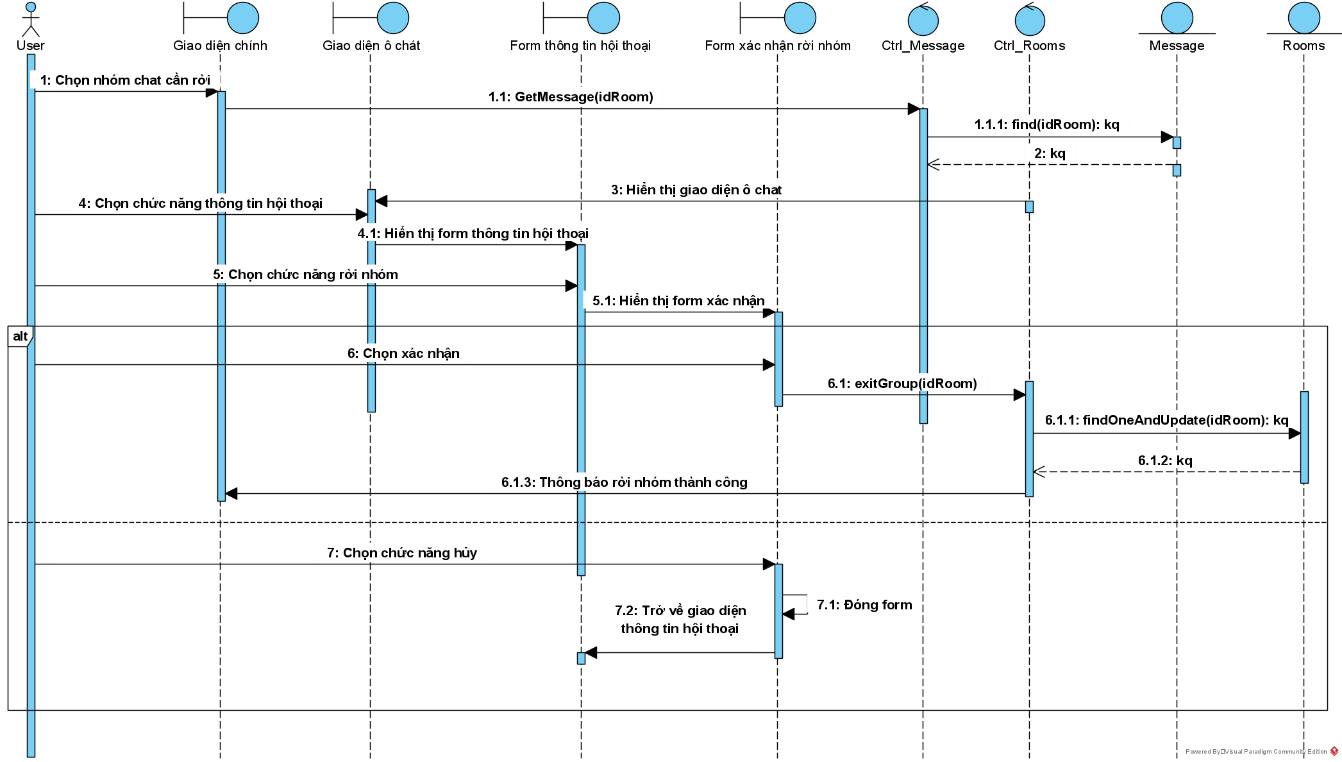 User
Giao diện chính
Giao diện ô chát
Form thông tin hội thoại
Form xác nhận rời nhóm
Ctrl_Message
Ctrl_Rooms
Message
Rooms
1: Chọn nhóm chat cần rời
1.1: GetMessage(idRoom)
1.1.1: find(idRoom): kq
2: kq
3: Hiển thị giao diện ô chat
4: Chọn chức năng thông tin hội thoại
4.1: Hiển thị form thông tin hội thoại
5: Chọn chức năng rời nhóm
5.1: Hiển thị form xác nhận
alt
6: Chọn xác nhận
6.1: exitGroup(idRoom)
6.1.1: findOneAndUpdate(idRoom): kq
6.1.2: kq
6.1.3: Thông báo rời nhóm thành công
7: Chọn chức năng hủy
7.1: Đóng form
7.2: Trở về giao diện
thông tin hội thoại
Powered By Visual Paradigm Community Edition